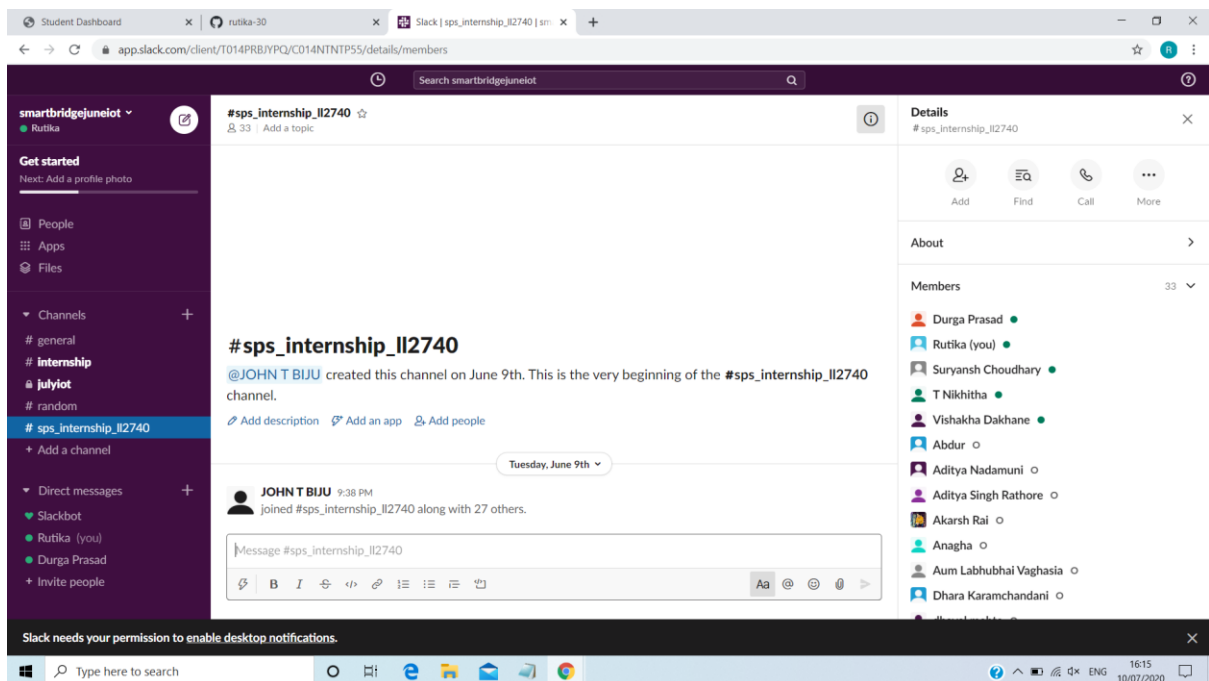 Student Dashboard
rutika-30
Slack | sps_internship_ll2740 | sm
app.slack.com/client/T014PRBJYPQ/C014NTNTP55/details/members
R
Search smartbridgejuneiot
smartbridgejuneiot
Rutika
Get started
Next: Add a profile photo
People
Apps
Files
Channels
# general
# internship
julyiot
# random
# sps_internship_ll2740
+ Add a channel
Direct messages
Slackbot
Rutika (you)
Durga Prasad
+ Invite people
#sps_internship_ll2740
33 | Add a topic
#sps_internship_ll2740
@JOHN T BIJU created this channel on June 9th. This is the very beginning of the #sps_internship_ll2740
channel.
Add description Add an app Add people
Tuesday, June 9th
JOHN T BIJU 9:38 PM
joined #sps_internship_ll2740 along with 27 others.
Message #sps_internship_ll2740
B I Aa @
Details
# sps_internship_ll2740
Add Find Call More
About
Members 33
Durga Prasad
Rutika (you)
Suryansh Choudhary
T Nikhitha
Vishakha Dakhane
Abdur
Aditya Nadamuni
Aditya Singh Rathore
Akarsh Rai
Anagha
Aum Labhubhai Vaghasia
Dhara Karamchandani
Slack needs your permission to enable desktop notifications.
Type here to search
ENG
16:15
10/07/2020